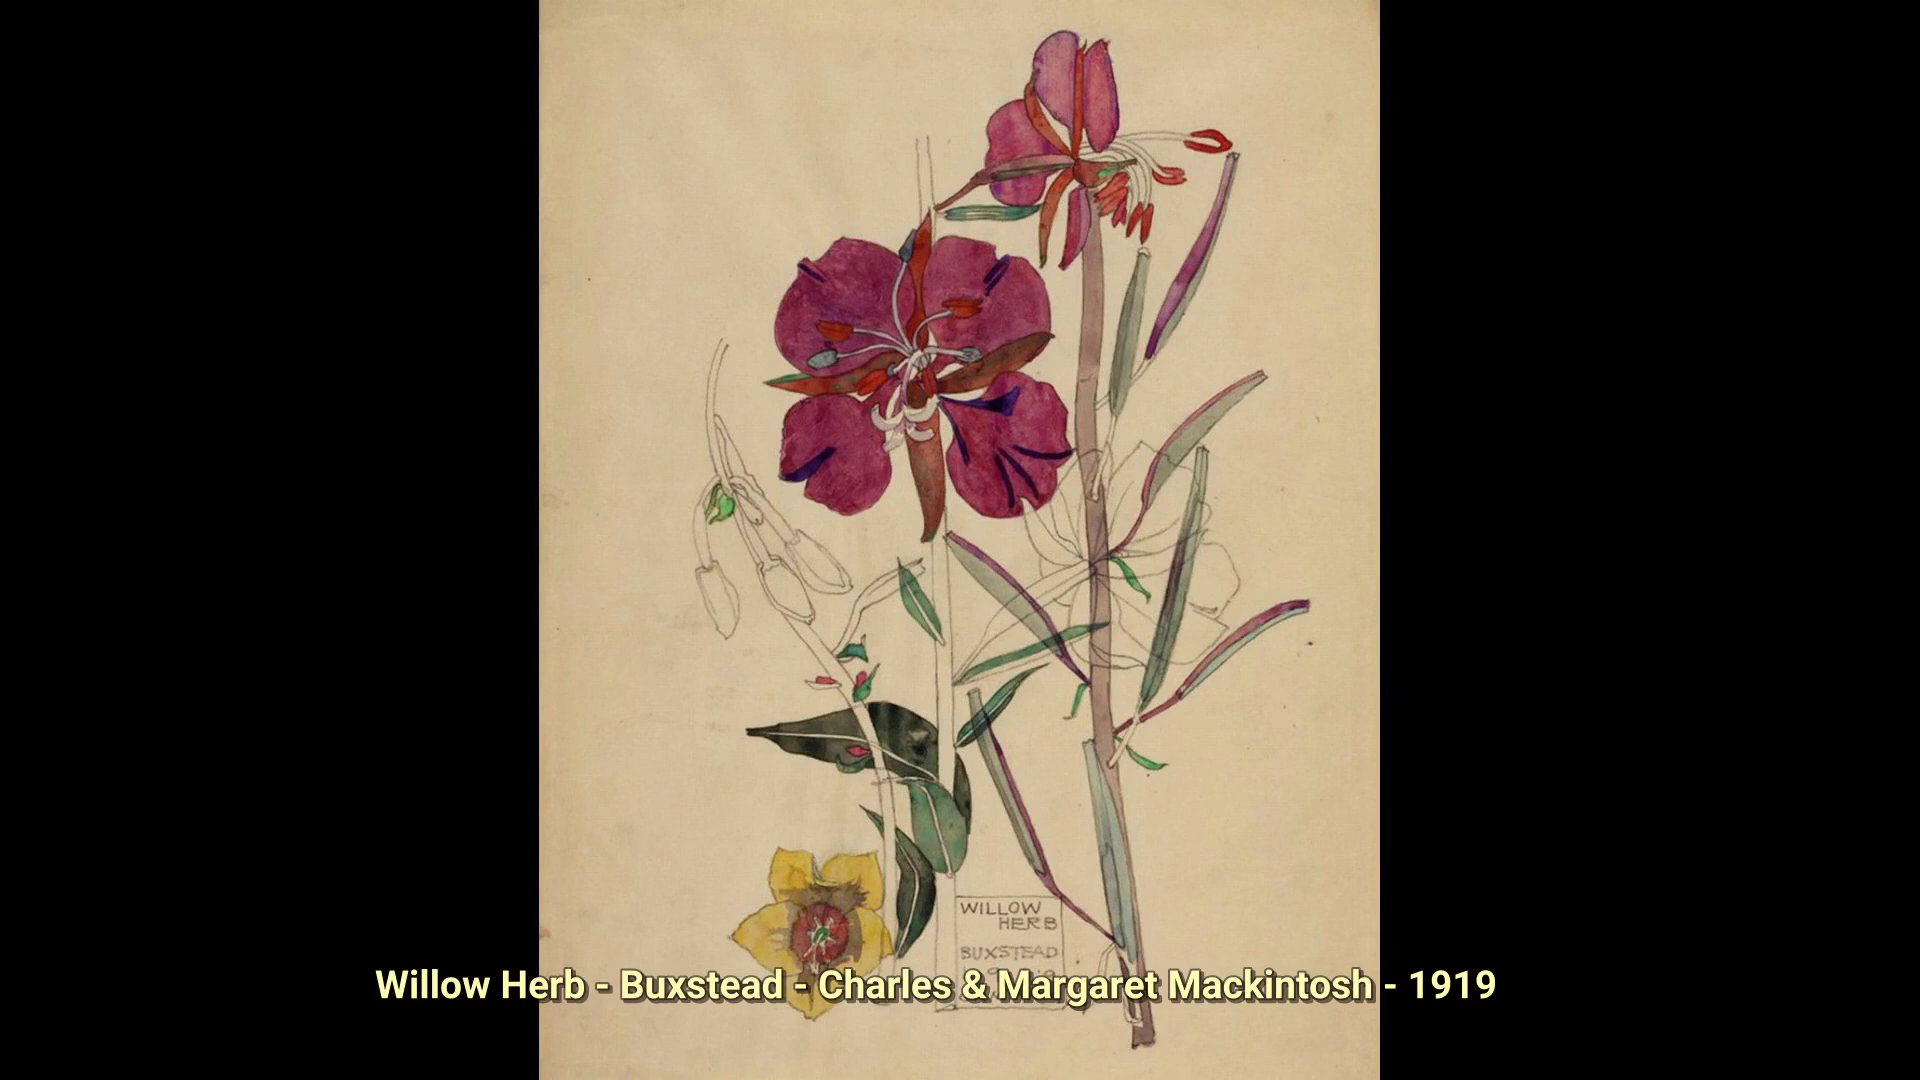 WILLOW
HERB
BUXSTEAD
Willow Herb - Buxstead - Charles & Margaret Mackintosh - 1919